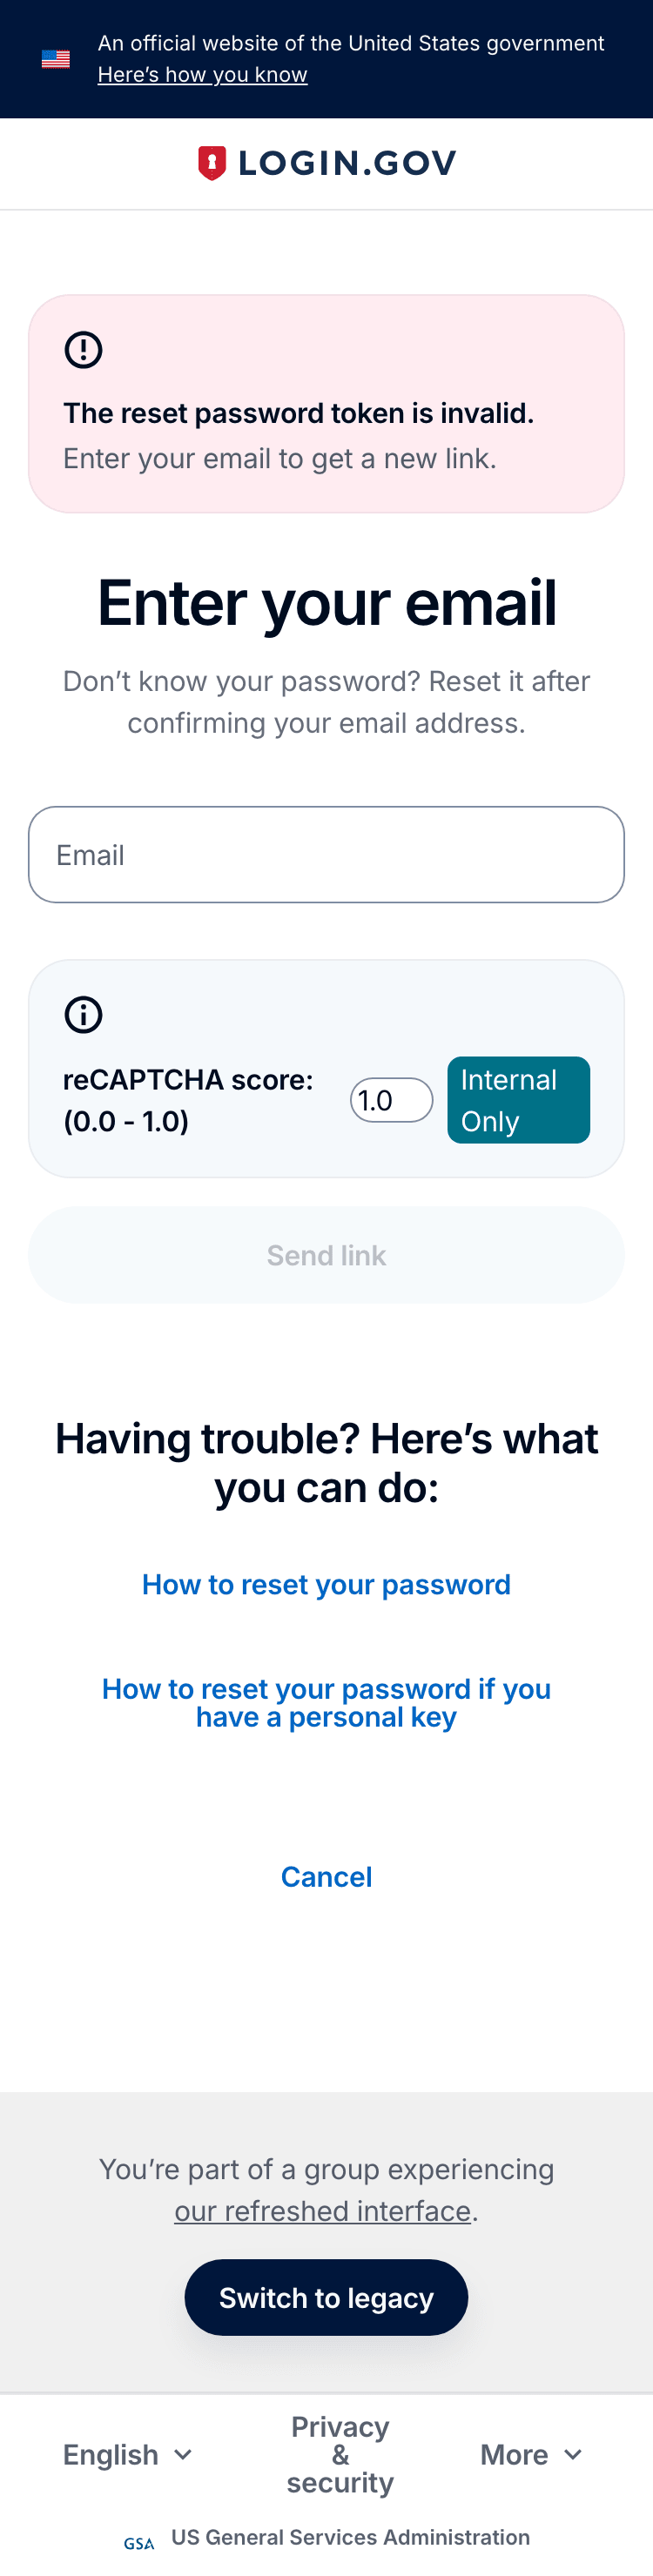 An official website of the United States government
Here’s how you know
LOGIN.GOV
The reset password token is invalid.
Enter your email to get a new link.
Enter your email
Don’t know your password? Reset it after
confirming your email address.
Email
reCAPTCHA score:
(0.0 - 1.0)
1.0
Internal
Only
Send link
Having trouble? Here’s what
you can do:
How to reset your password
How to reset your password if you
have a personal key
Cancel
You’re part of a group experiencing
our refreshed interface.
Switch to legacy
English
Privacy
&
security
More
GSA
US General Services Administration